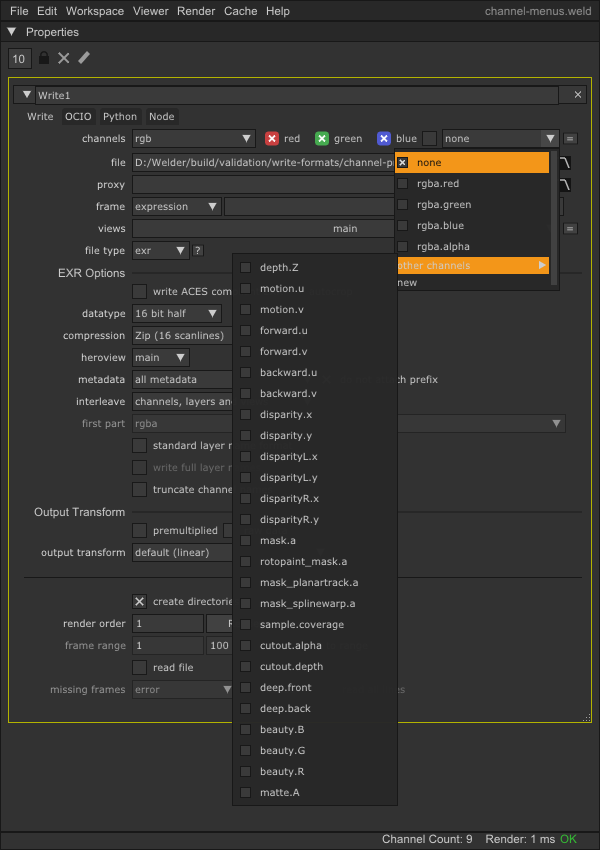 File Edit Workspace Viewer Render Cache Help channel-menus.weld
Properties
10
Write1
Write OCIO Python Node
channels rgb red green blue none =
file D:/Welder/build/validation/write-formats/channel-p
none
proxy
rgba.red
frame expression
rgba.green
views main =
rgba.blue
file type exr ?
rgba.alpha
other channels
new
EXR Options
write ACES com
datatype 16 bit half
compression Zip (16 scanlines)
heroview main
metadata all metadata prefix
interleave channels, layers an
first part rgba
standard layer
write full layer
truncate channe
Output Transform
premultiplied
output transform default (linear)
create directorie
render order 1
frame range 1 100
read file
missing frames error
depth.Z
motion.u
motion.v
forward.u
forward.v
backward.u
backward.v
disparity.x
disparity.y
disparityL.x
disparityL.y
disparityR.x
disparityR.y
mask.a
rotopaint_mask.a
mask_planartrack.a
mask_splinewarp.a
sample.coverage
cutout.alpha
cutout.depth
deep.front
deep.back
beauty.B
beauty.G
beauty.R
matte.A
Channel Count: 9 Render: 1 ms OK